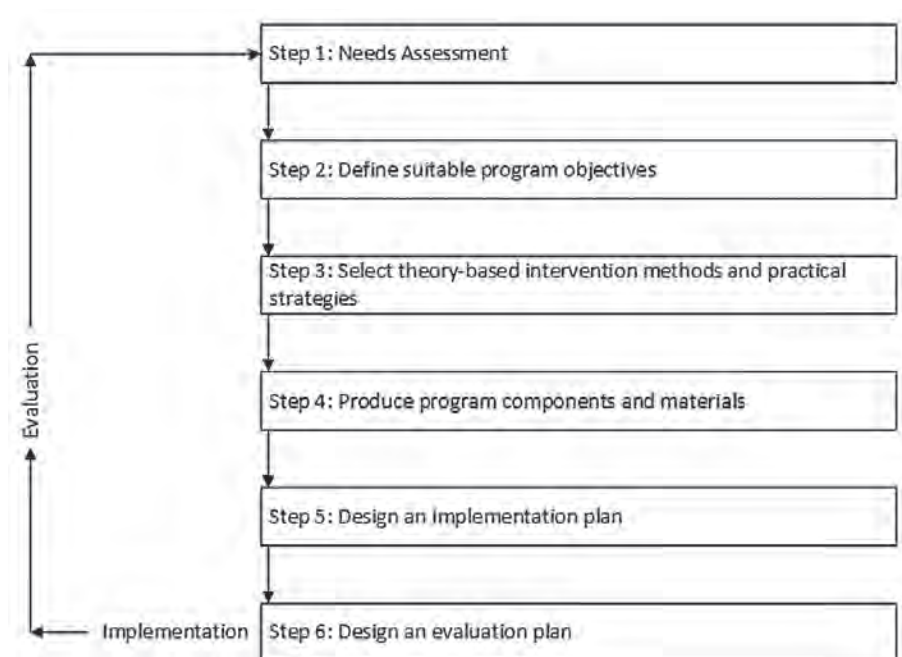 Step 1: Needs Assessment
Step 2: Define suitable program objectives
Step 3: Select theory-based intervention methods and practical
strategies
Step 4: Produce program components and materials
Evaluation
Step 5: Design an implementation plan
Implementation
Step 6: Design an evaluation plan